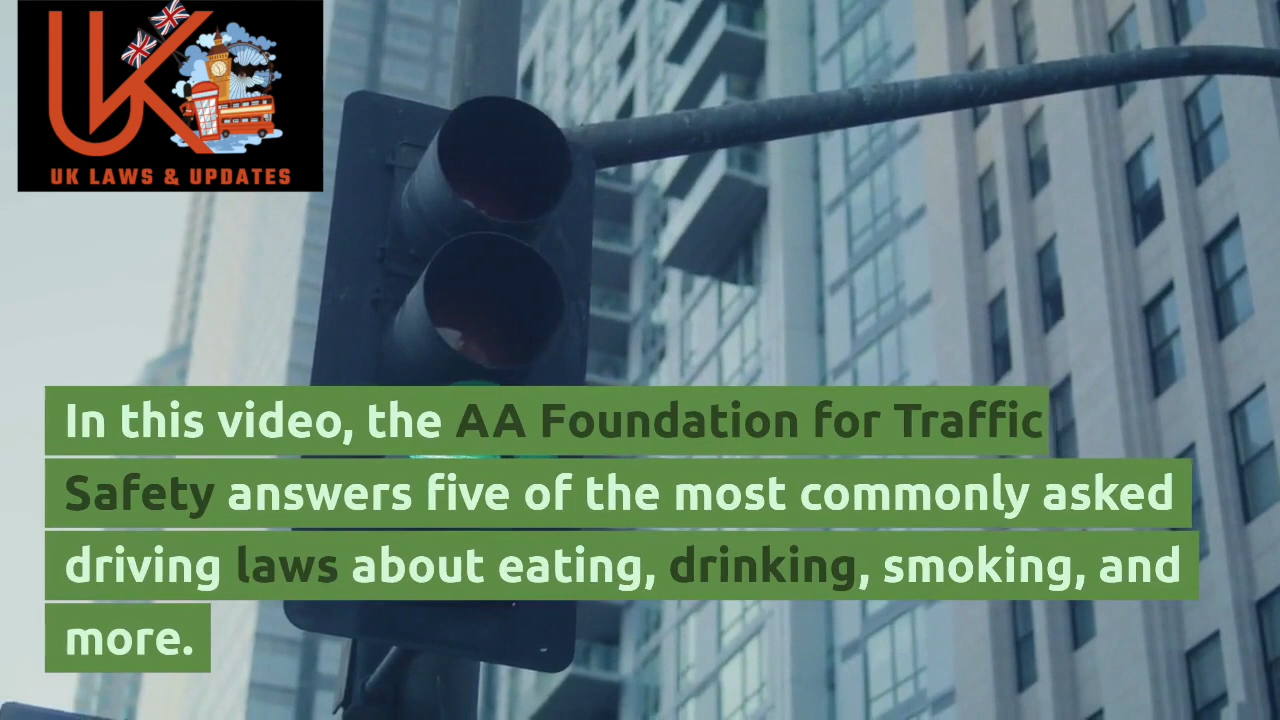 UK
UK LAWS & UPDATES
In this video, the AA Foundation for Traffic
Safety answers five of the most commonly asked
driving laws about eating, drinking, smoking, and
more.